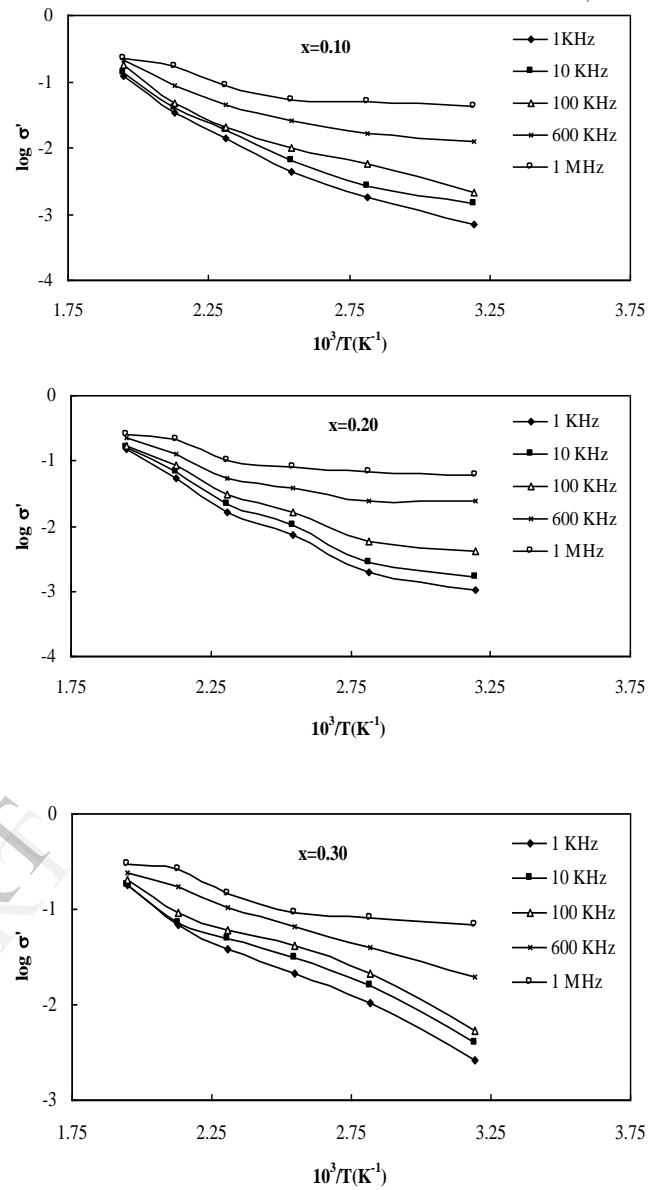 0
-1
-2
-3
-4
log σ'
x=0.10
1KHz
10 KHz
100 KHz
600 KHz
1 MHz
1.75 2.25 2.75 3.25 3.75
10³/T(K⁻¹)
0
-1
-2
-3
-4
log σ'
x=0.20
1 KHz
10 KHz
100 KHz
600 KHz
1 MHz
1.75 2.25 2.75 3.25 3.75
10³/T(K⁻¹)
0
-1
-2
-3
log σ'
x=0.30
1 KHz
10 KHz
100 KHz
600 KHz
1 MHz
1.75 2.25 2.75 3.25 3.75
10³/T(K⁻¹)